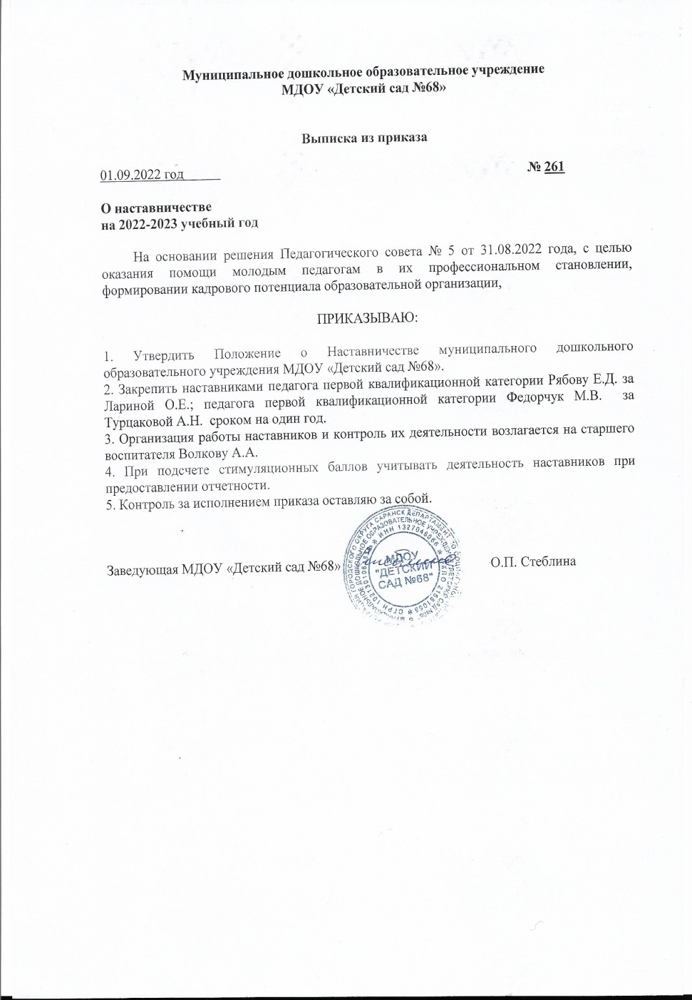 Муниципальное дошкольное образовательное учреждение
МДОУ «Детский сад №68»
Выписка из приказа
01.09.2022 год
№ 261
О наставничестве
на 2022-2023 учебный год
На основании решения Педагогического совета № 5 от 31.08.2022 года, с целью
оказания помощи молодым педагогам в их профессиональном становлении,
формировании кадрового потенциала образовательной организации,
ПРИКАЗЫВАЮ:
1. Утвердить Положение о Наставничестве муниципального дошкольного
образовательного учреждения МДОУ «Детский сад №68».
2. Закрепить наставниками педагога первой квалификационной категории Рябову Е.Д. за
Лариной О.Е.; педагога первой квалификационной категории Федорчук М.В. за
Турцаковой А.Н. сроком на один год.
3. Организация работы наставников и контроль их деятельности возлагается на старшего
воспитателя Волкову А.А.
4. При подсчете стимуляционных баллов учитывать деятельность наставников при
предоставлении отчетности.
5. Контроль за исполнением приказа оставляю за собой.
Заведующая МДОУ «Детский сад №68»
О.П. Стеблина
МДОУ
"ДЕТСКИЙ
САД №68"